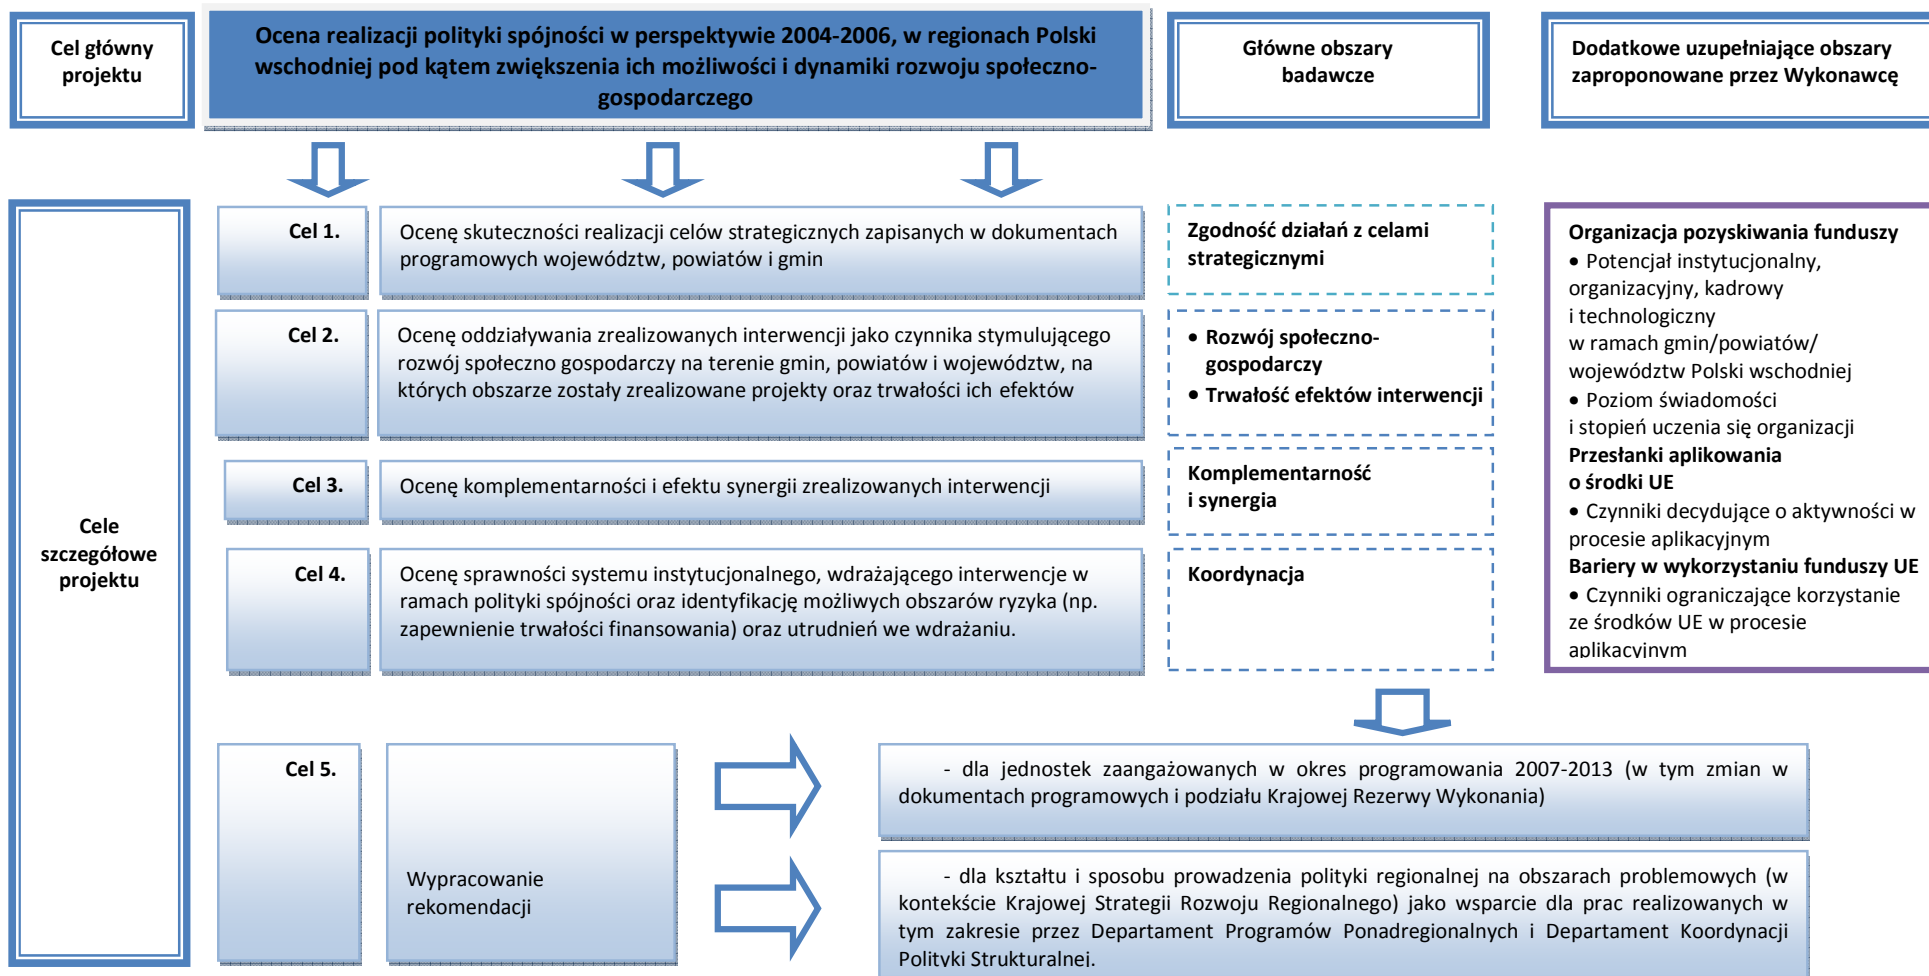 Cel główny
projektu
Ocena realizacji polityki spójności w perspektywie 2004-2006, w regionach Polski
wschodniej pod kątem zwiększenia ich możliwości i dynamiki rozwoju społeczno-
gospodarczego
Główne obszary
badawcze
Dodatkowe uzupełniające obszary
zaproponowane przez Wykonawcę
Cele
szczegółowe
projektu
Cel 1.
Ocenę skuteczności realizacji celów strategicznych zapisanych w dokumentach
programowych województw, powiatów i gmin
Zgodność działań z celami
strategicznymi
Cel 2.
Ocenę oddziaływania zrealizowanych interwencji jako czynnika stymulującego
rozwój społeczno gospodarczy na terenie gmin, powiatów i województw, na
których obszarze zostały zrealizowane projekty oraz trwałości ich efektów
• Rozwój społeczno-
gospodarczy
• Trwałość efektów interwencji
Cel 3.
Ocenę komplementarności i efektu synergii zrealizowanych interwencji
Komplementarność
i synergia
Cel 4.
Ocenę sprawności systemu instytucjonalnego, wdrażającego interwencje w
ramach polityki spójności oraz identyfikację możliwych obszarów ryzyka (np.
zapewnienie trwałości finansowania) oraz utrudnień we wdrażaniu.
Koordynacja
Organizacja pozyskiwania funduszy
• Potencjał instytucjonalny,
organizacyjny, kadrowy
i technologiczny
w ramach gmin/powiatów/
województw Polski wschodniej
• Poziom świadomości
i stopień uczenia się organizacji
Przesłanki aplikowania
o środki UE
• Czynniki decydujące o aktywności w
procesie aplikacyjnym
Bariery w wykorzystaniu funduszy UE
• Czynniki ograniczające korzystanie
ze środków UE w procesie
aplikacyjnym
Cel 5.
Wypracowanie
rekomendacji
- dla jednostek zaangażowanych w okres programowania 2007-2013 (w tym zmian w
dokumentach programowych i podziału Krajowej Rezerwy Wykonania)
- dla kształtu i sposobu prowadzenia polityki regionalnej na obszarach problemowych (w
kontekście Krajowej Strategii Rozwoju Regionalnego) jako wsparcie dla prac realizowanych w
tym zakresie przez Departament Programów Ponadregionalnych i Departament Koordynacji
Polityki Strukturalnej.